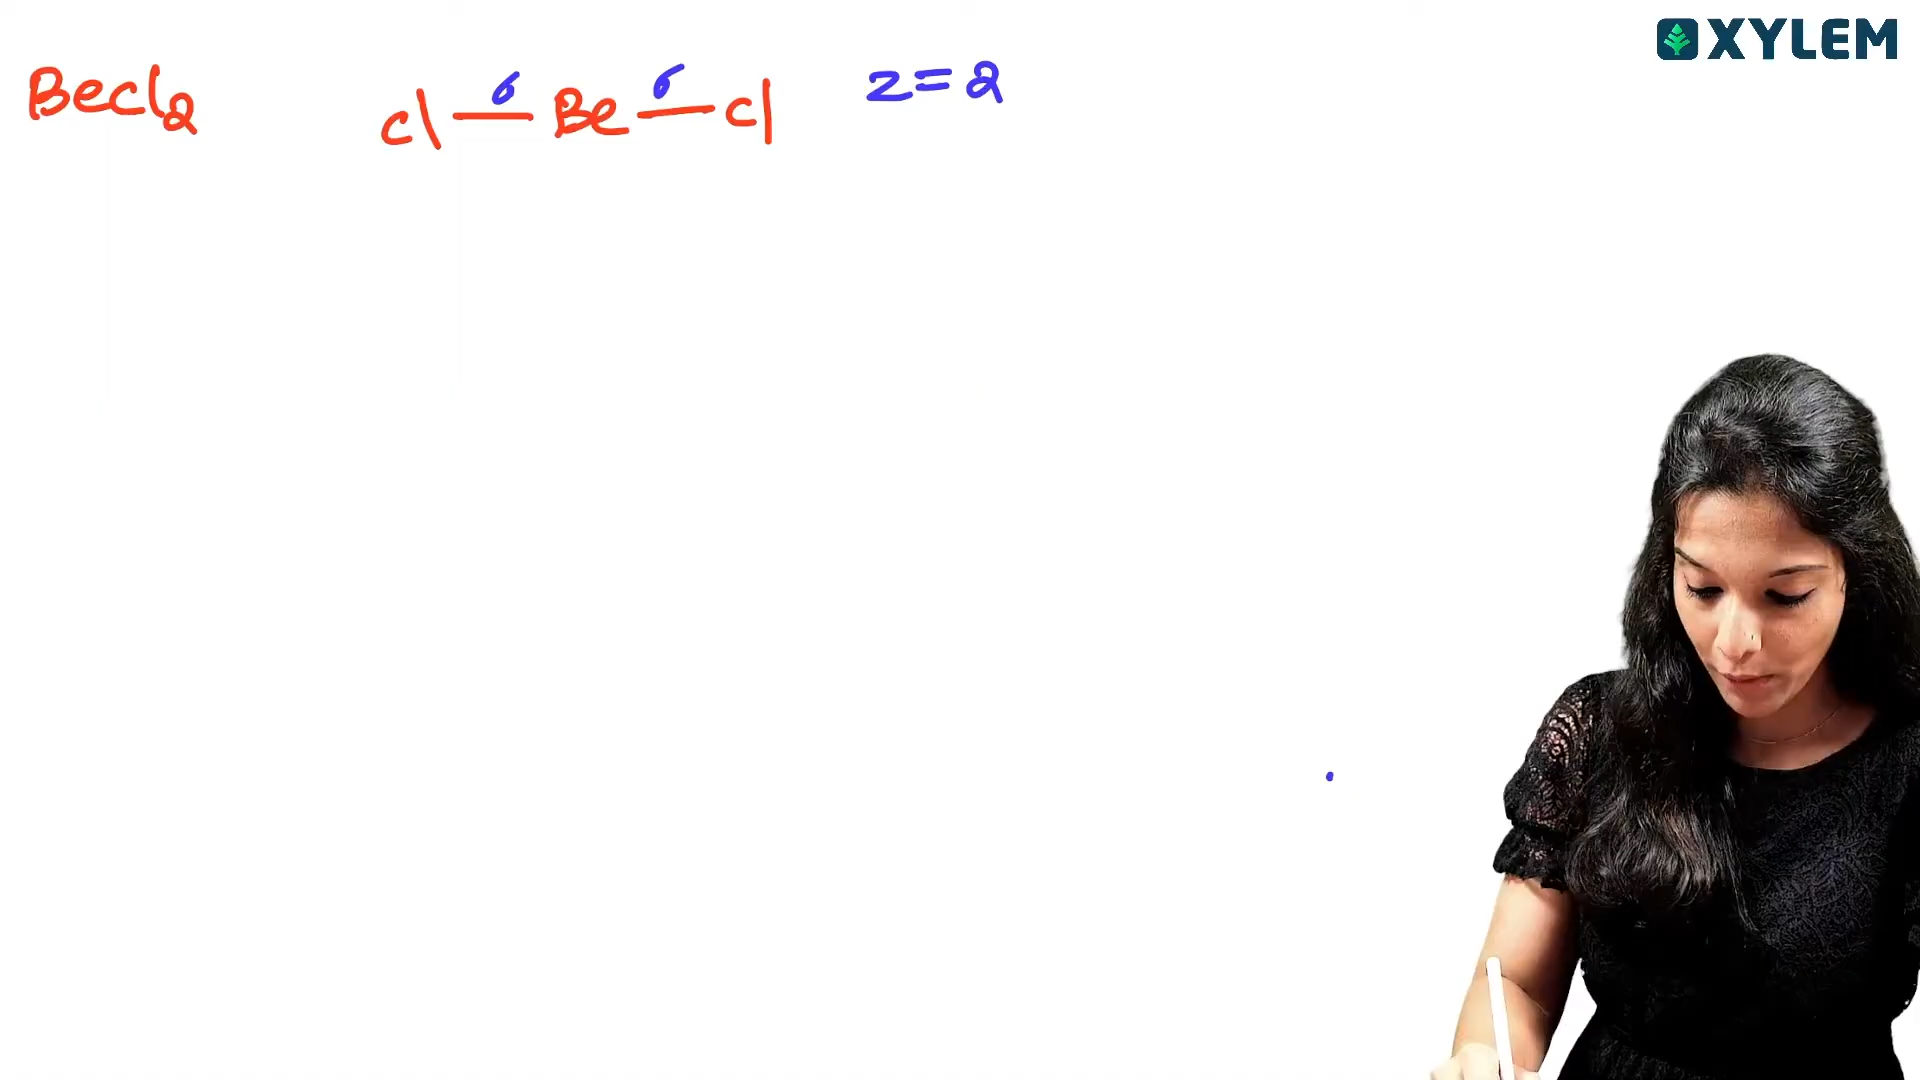 XYLEM
Becl2 cl — Be — cl z = 2
σ σ